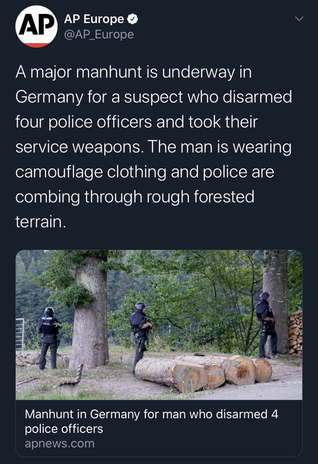 AP
AP Europe
@AP_Europe
A major manhunt is underway in
Germany for a suspect who disarmed
four police officers and took their
service weapons. The man is wearing
camouflage clothing and police are
combing through rough forested
terrain.
Manhunt in Germany for man who disarmed 4
police officers
apnews.com